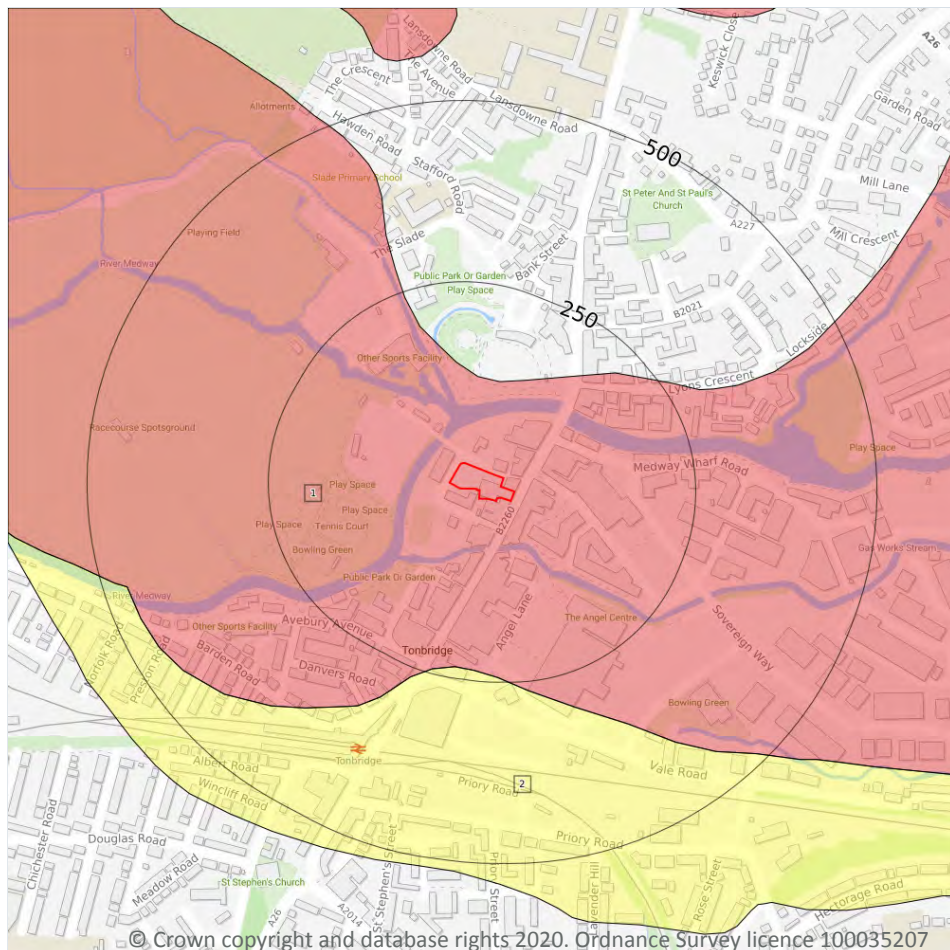 Lansdowne Road
The Avenue
The Crescent
Lansdowne Road
Keswick Close
A26
Garden Road
Allotments
Hawden Road
500
Slade Primary School
Stafford Road
St Peter And St Paul's
Church
Mill Lane
A227
Mill Crescent
Playing Field
The Slade
Bank Street
River Medway
Public Park Or Garden
Play Space
250
B2021
Lockside
Other Sports Facility
Lyons Crescent
Racecourse Spotsground
Play Space
Medway Wharf Road
1
Play Space
Play Space
Play Space
Tennis Court
B2260
Bowling Green
Gas Works Stream
Public Park Or Garden
River Medway
The Angel Centre
Other Sports Facility
Avebury Avenue
Angel Lane
Sovereign Way
Norfolk Road
Preston Road
Barden Road
Tonbridge
Danvers Road
Bowling Green
Tonbridge
Albert Road
Vale Road
Priory Road
2
Wincliff Road
Douglas Road
Priory Road
Chichester Road
Meadow Road
St Stephen's Church
St Stephen's Street
A26
A2014
Street
Lavender Hill
Rose Street
Hectorage Road
© Crown copyright and database rights 2020. Ordnance Survey licence 100035207